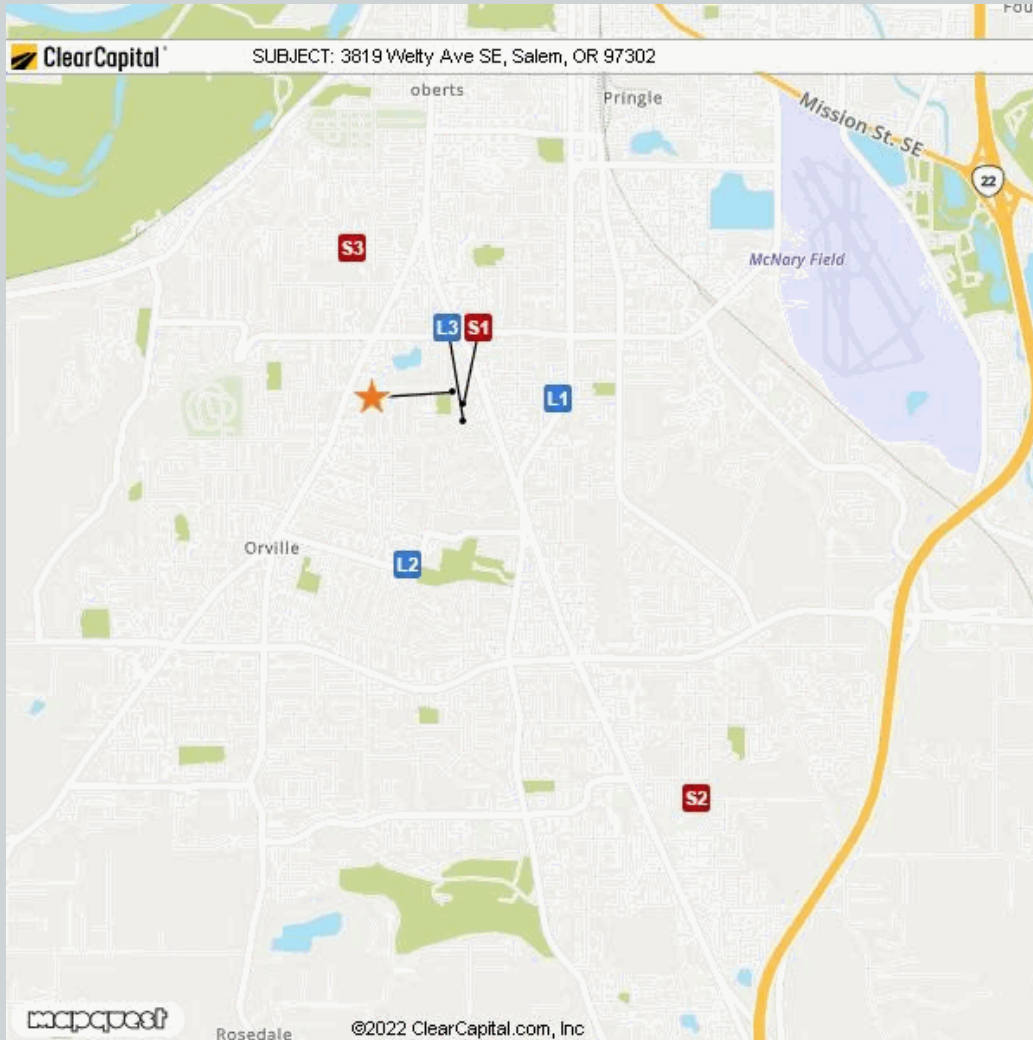 Fou
ClearCapital
SUBJECT: 3819 Welty Ave SE, Salem, OR 97302
oberts
Pringle
Mission St. SE
22
S3
McNary Field
L3 S1
L1
Orville
L2
S2
mapquest
©2022 ClearCapital.com, Inc
Rosedale